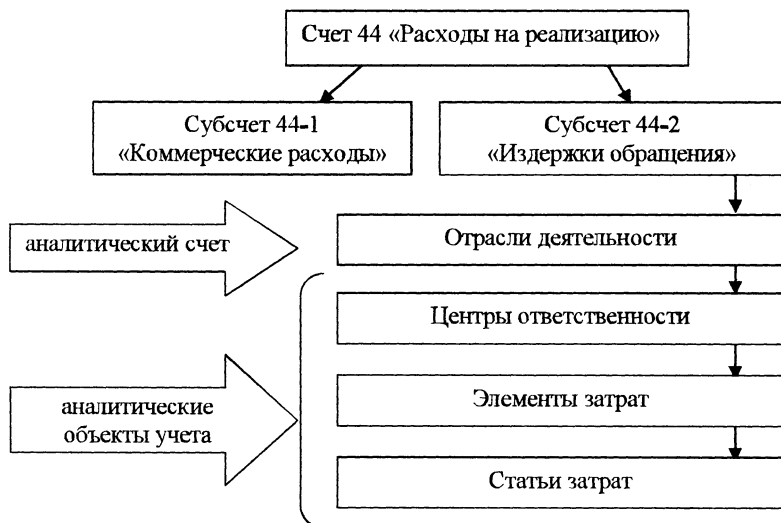 Счет 44 «Расходы на реализацию»
Субсчет 44-1
«Коммерческие расходы»
Субсчет 44-2
«Издержки обращения»
аналитический счет
Отрасли деятельности
Центры ответственности
Элементы затрат
аналитические
объекты учета
Статьи затрат